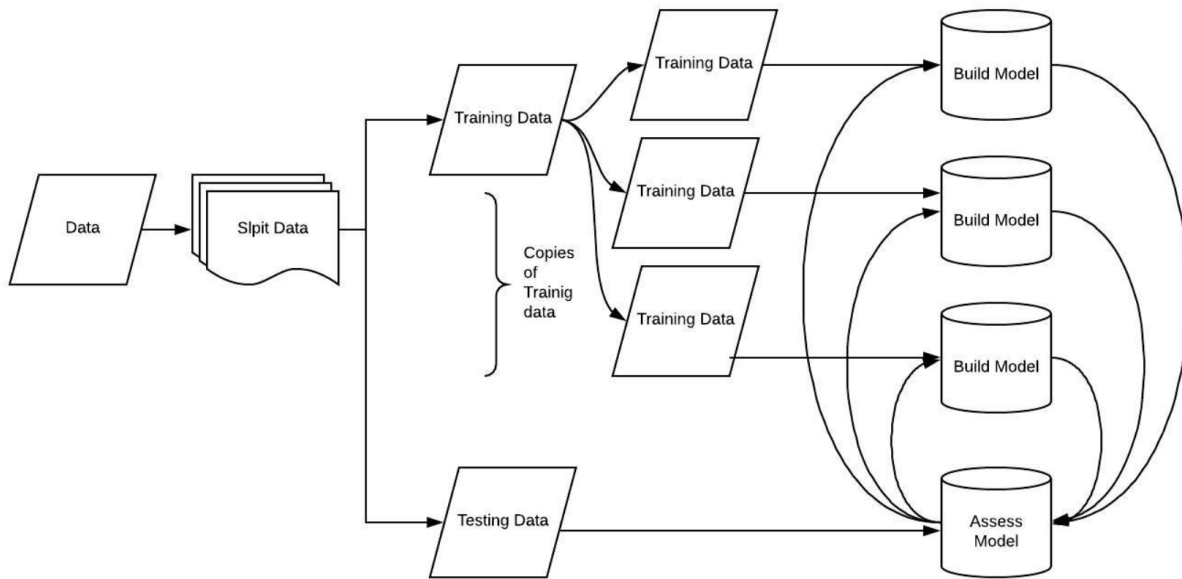 Data
Slpit Data
Training Data
Copies
of
Trainig
data
Testing Data
Training Data
Training Data
Training Data
Build Model
Build Model
Build Model
Assess
Model